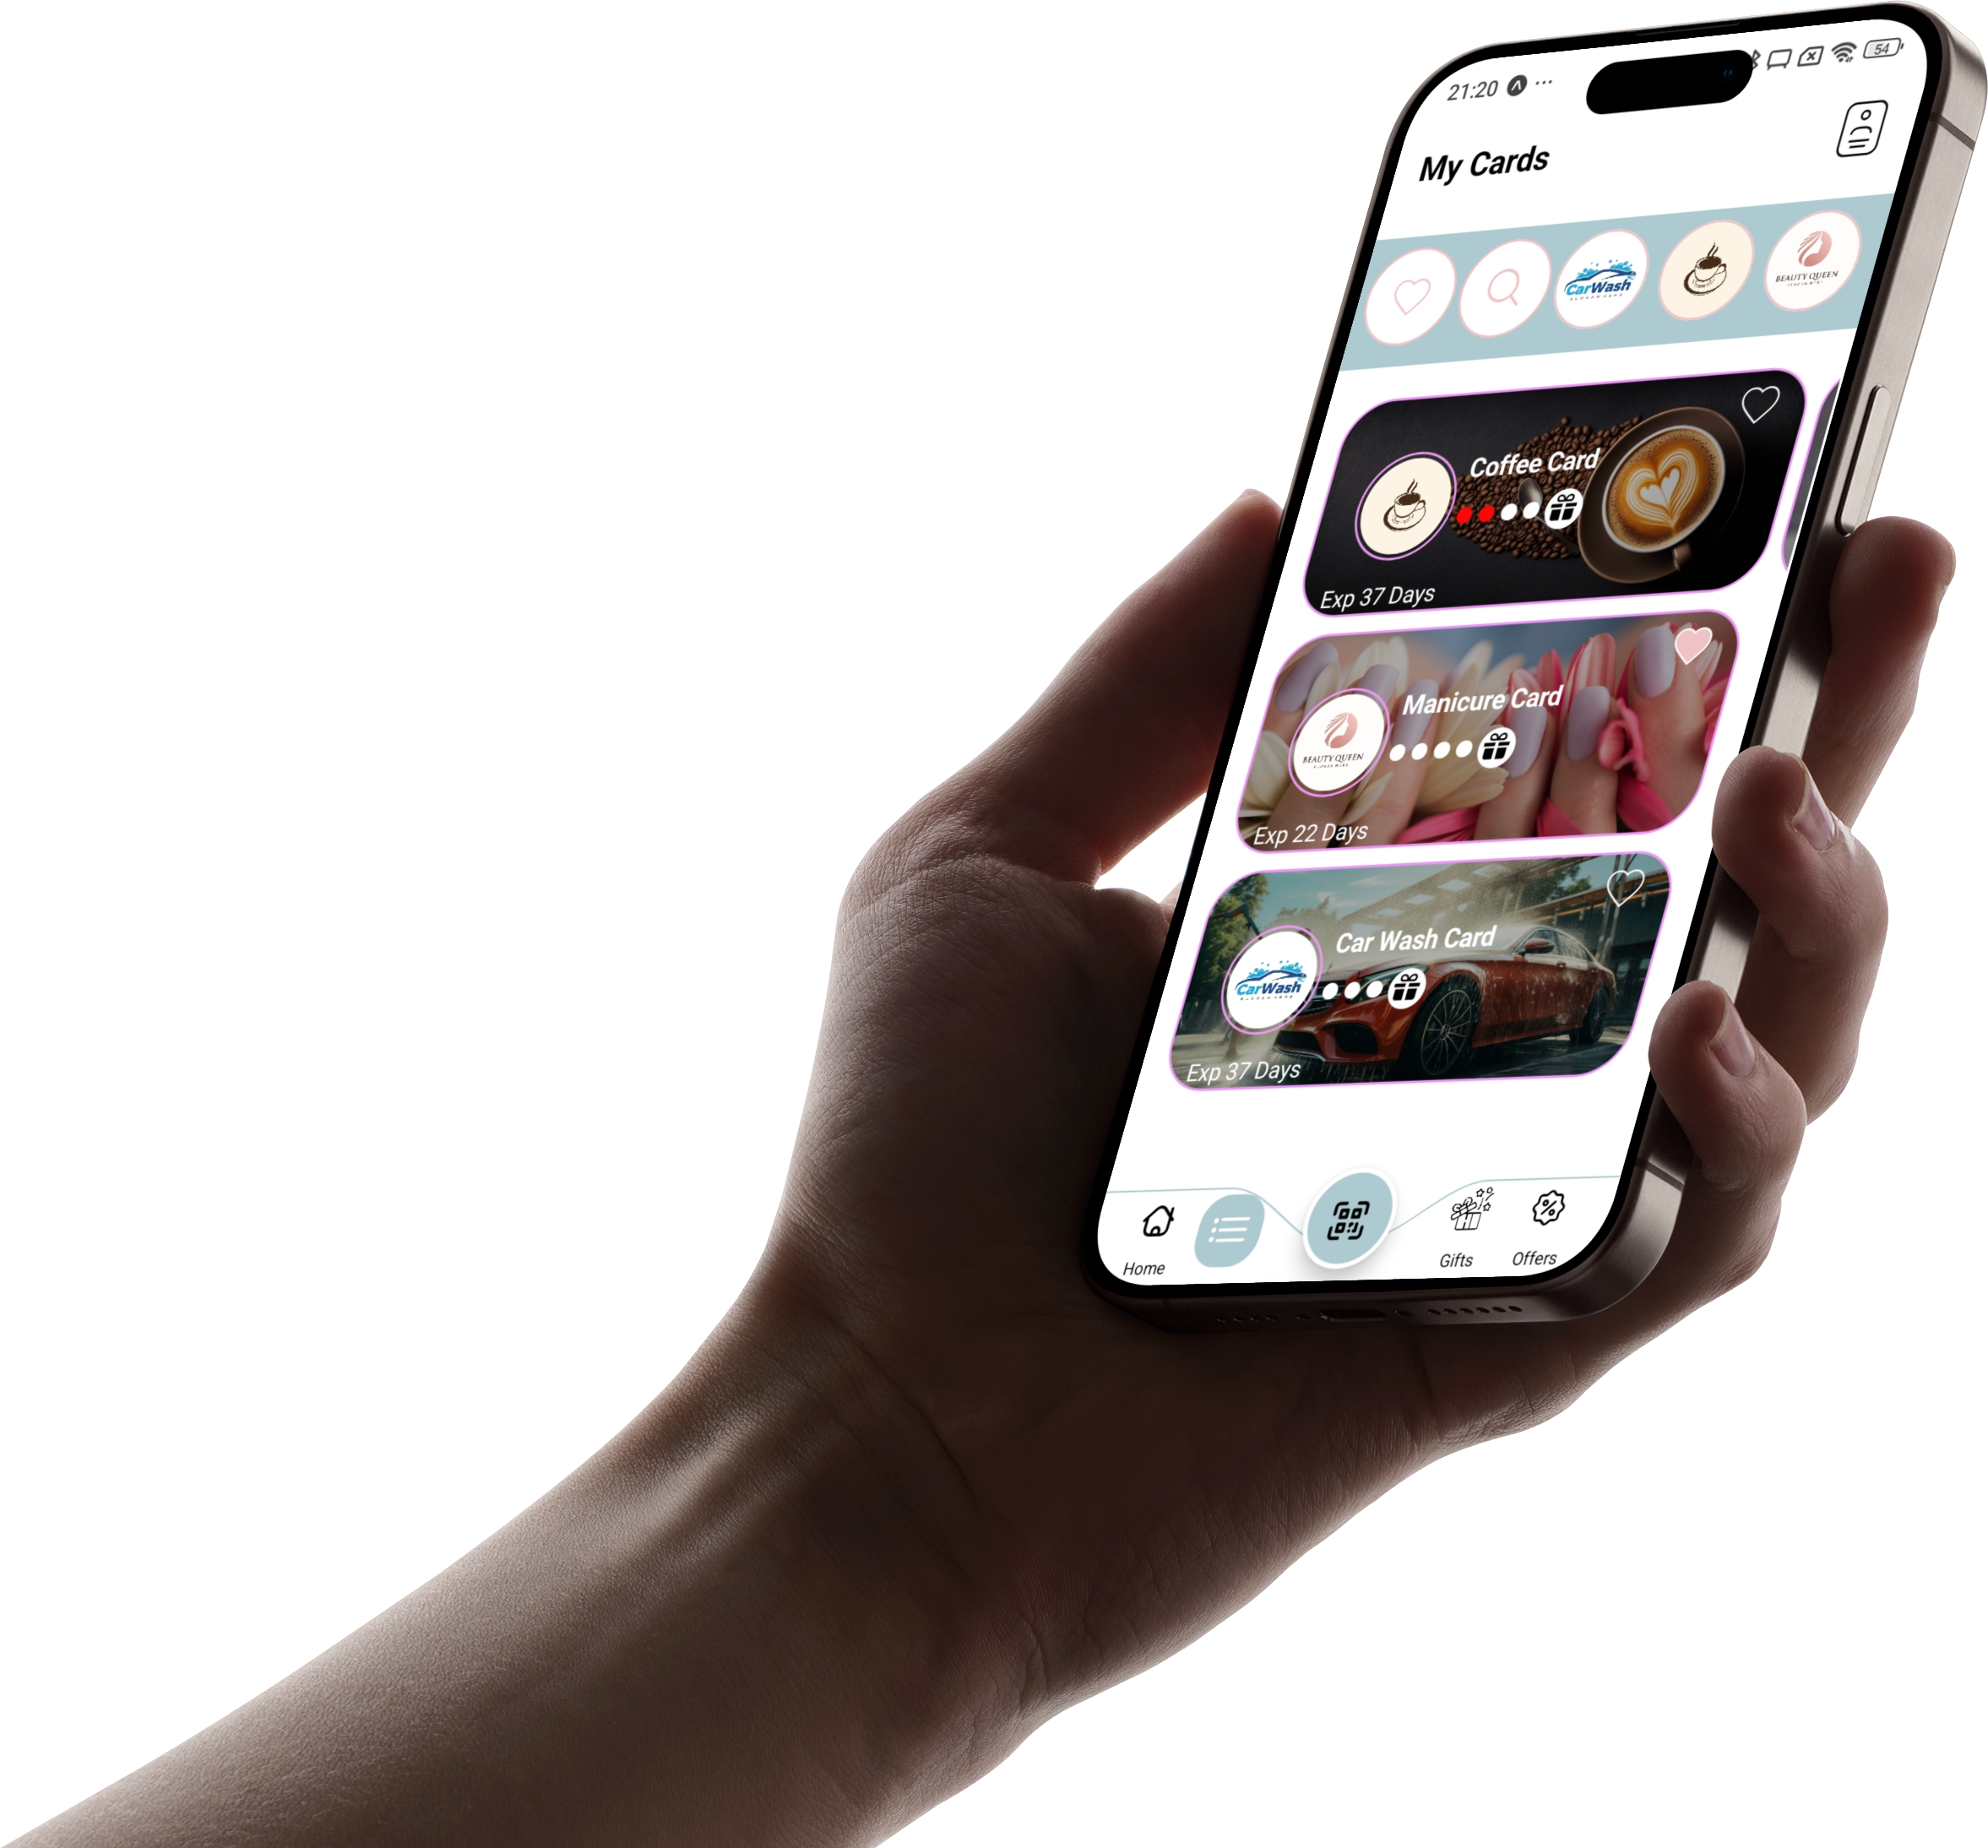 21:20
54
My Cards
CarWash
BEAUTY QUEEN
Coffee Card
Exp 37 Days
Manicure Card
BEAUTY QUEEN
Exp 22 Days
Car Wash Card
CarWash
Exp 37 Days
Home
Gifts
Offers